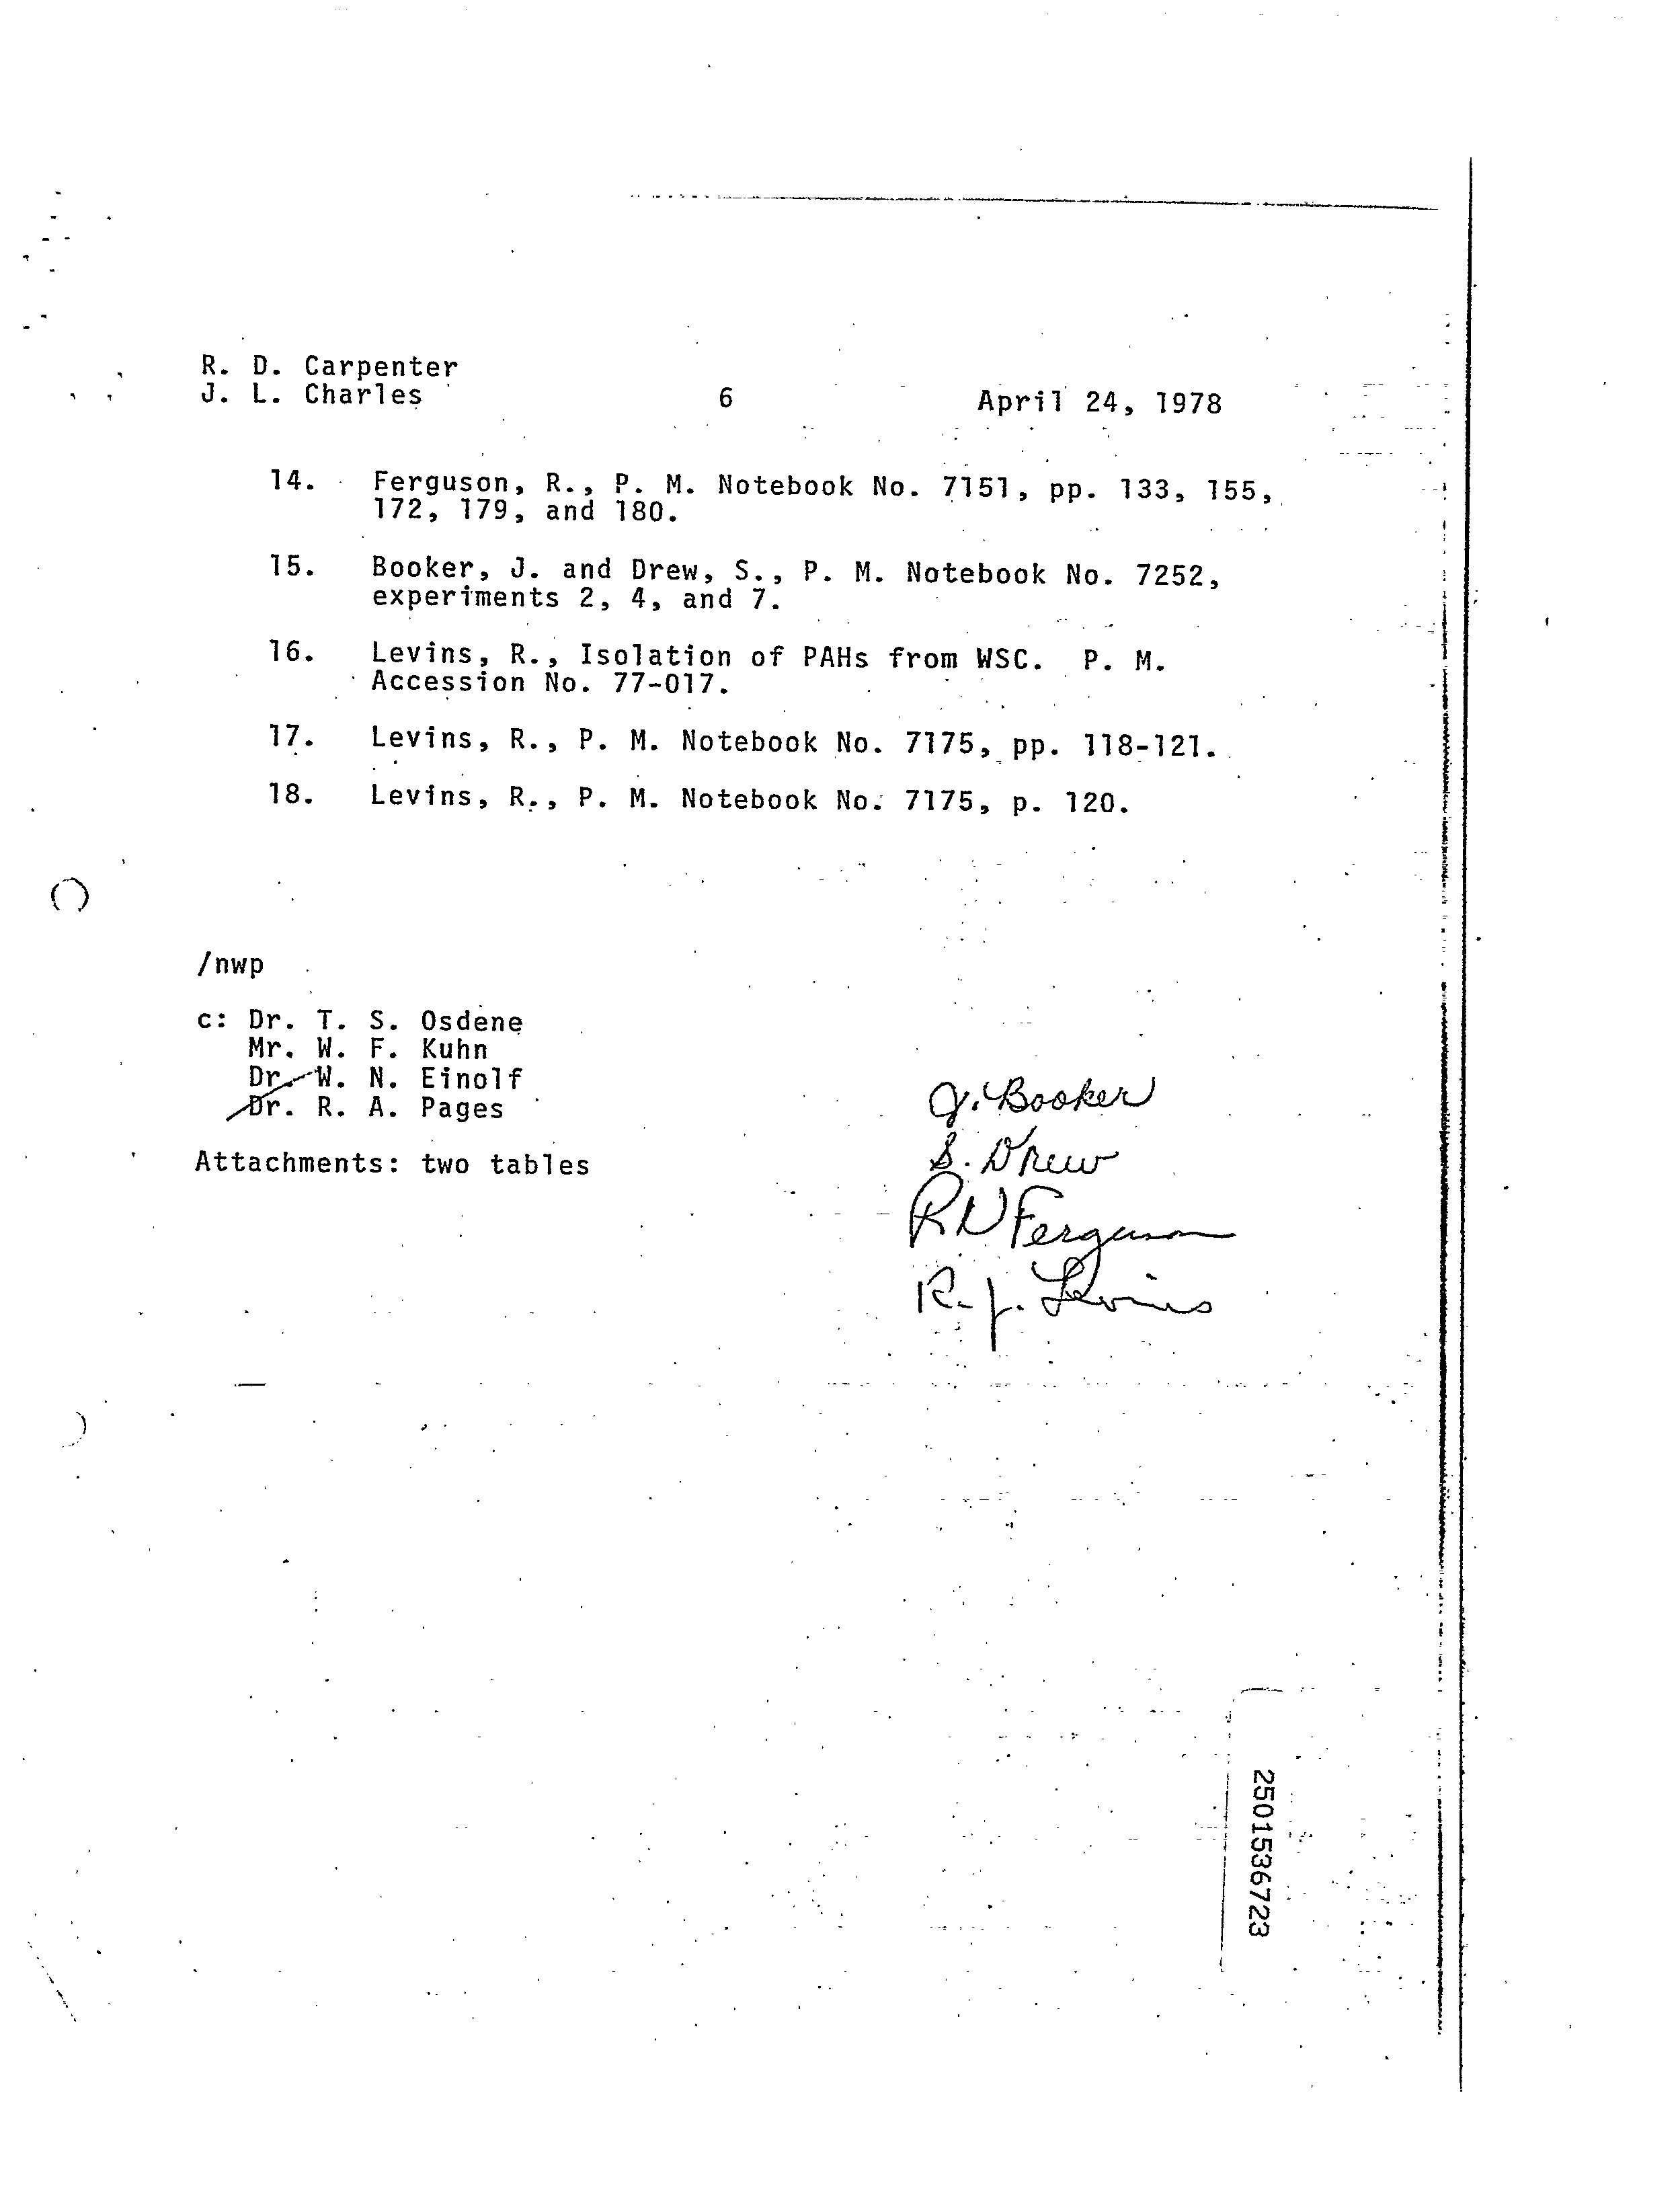 R. D. Carpenter
J. L. Charles 6 April 24, 1978
14. Ferguson, R., P. M. Notebook No. 7151, pp. 133, 155,
172, 179, and 180.
15. Booker, J. and Drew, S., P. M. Notebook No. 7252,
experiments 2, 4, and 7.
16. Levins, R., Isolation of PAHs from WSC. P. M.
Accession No. 77-017.
17. Levins, R., P. M. Notebook No. 7175, pp. 118-121.
18. Levins, R., P. M. Notebook No. 7175, p. 120.
/nwp
c: Dr. T. S. Osdene
Mr. W. F. Kuhn
Dr. W. N. Einolf
Dr. R. A. Pages
Attachments: two tables
J. Booker
S. Drew
RN Ferguson
R. J. Levins
2501536723